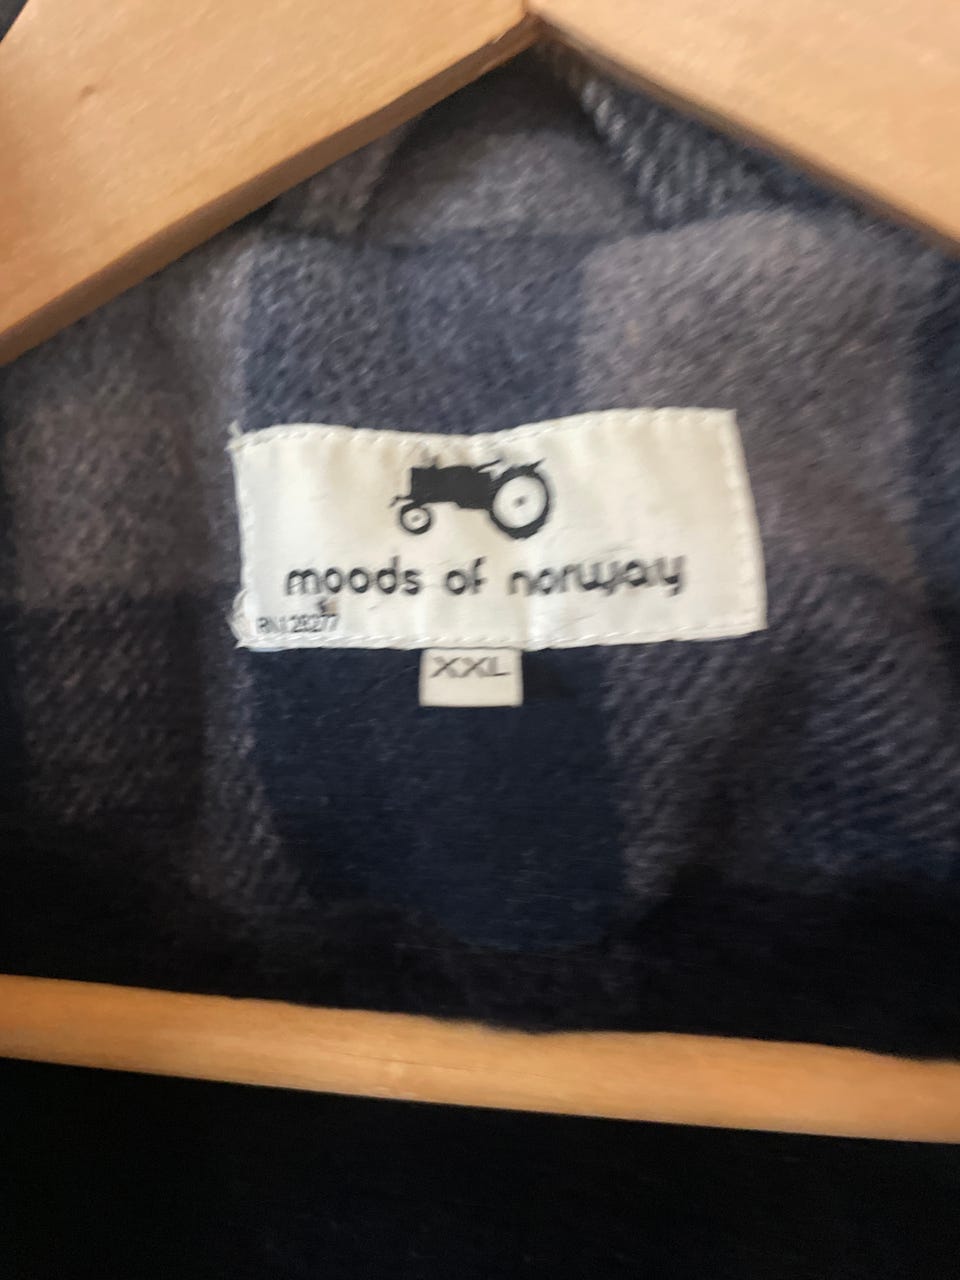 moods of norway
RN 128277
XXL